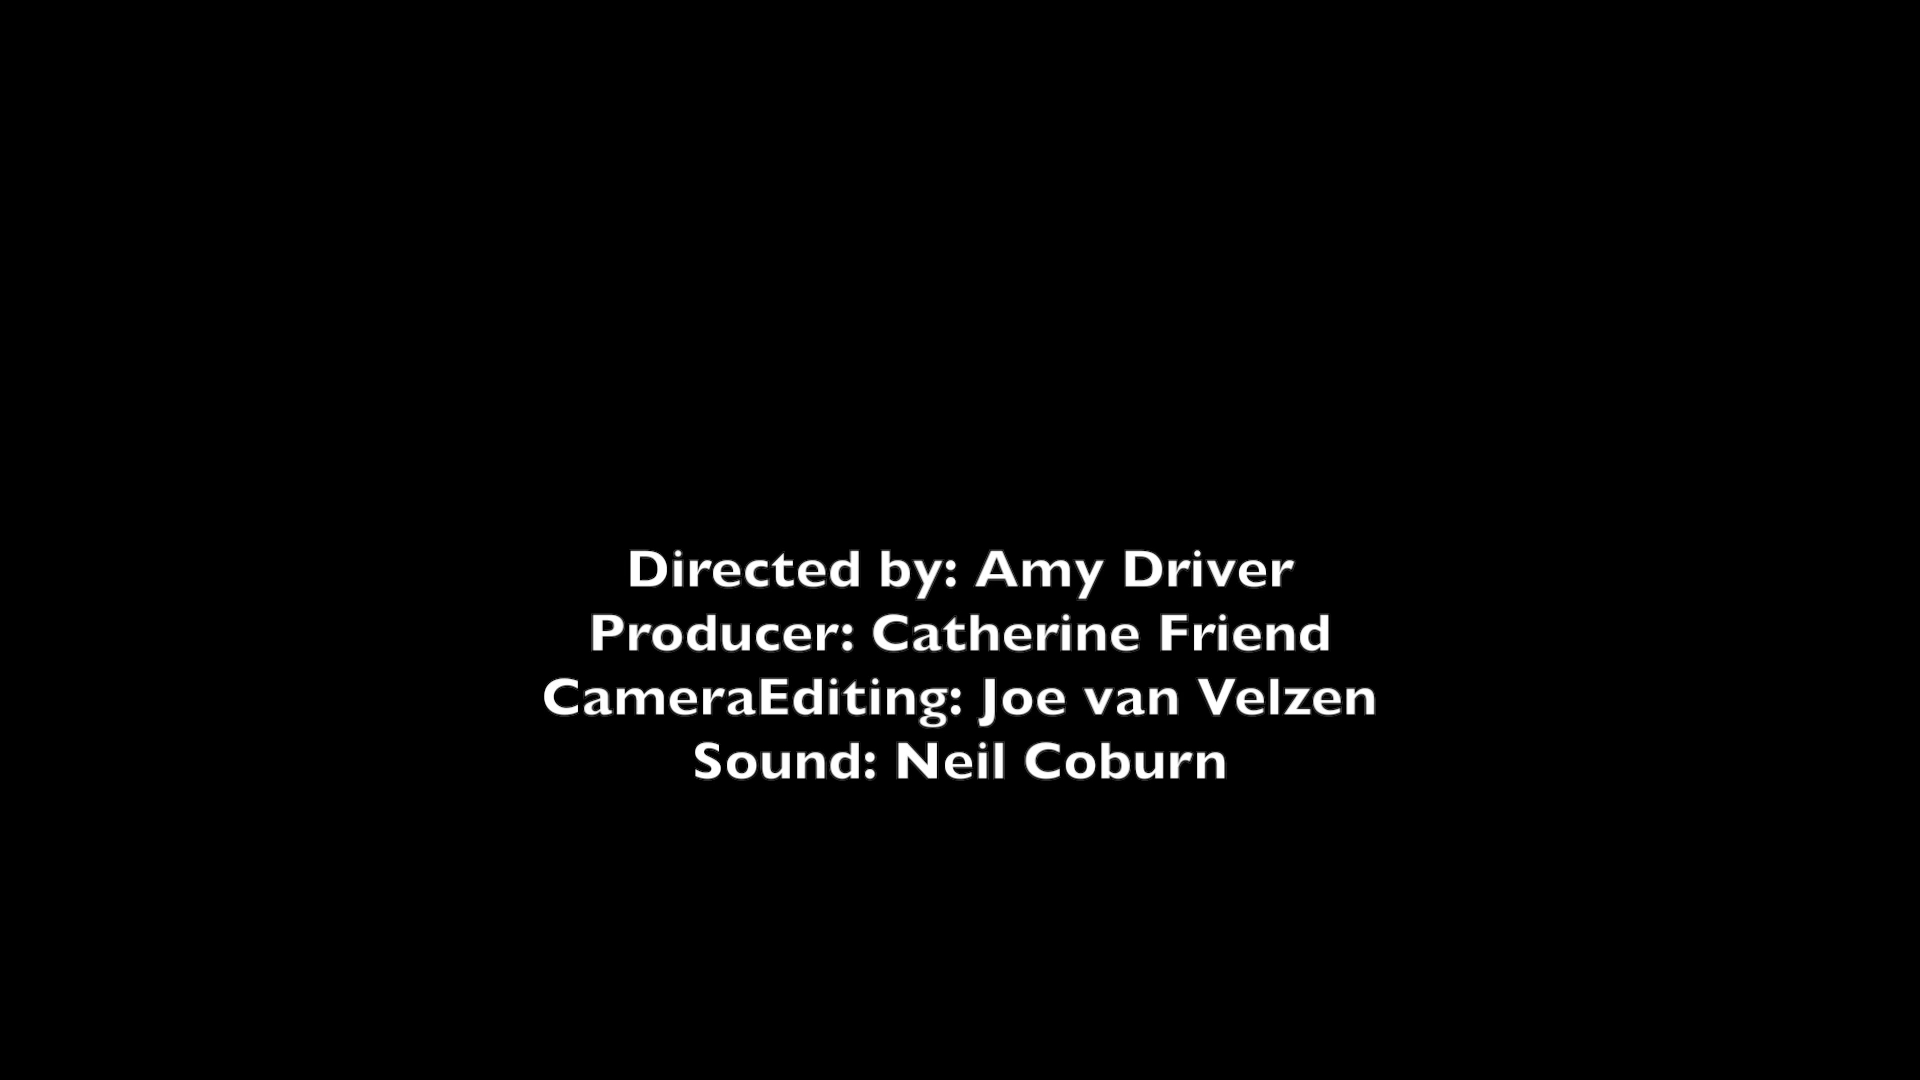 Directed by: Amy Driver
Producer: Catherine Friend
CameraEditing: Joe van Velzen
Sound: Neil Coburn